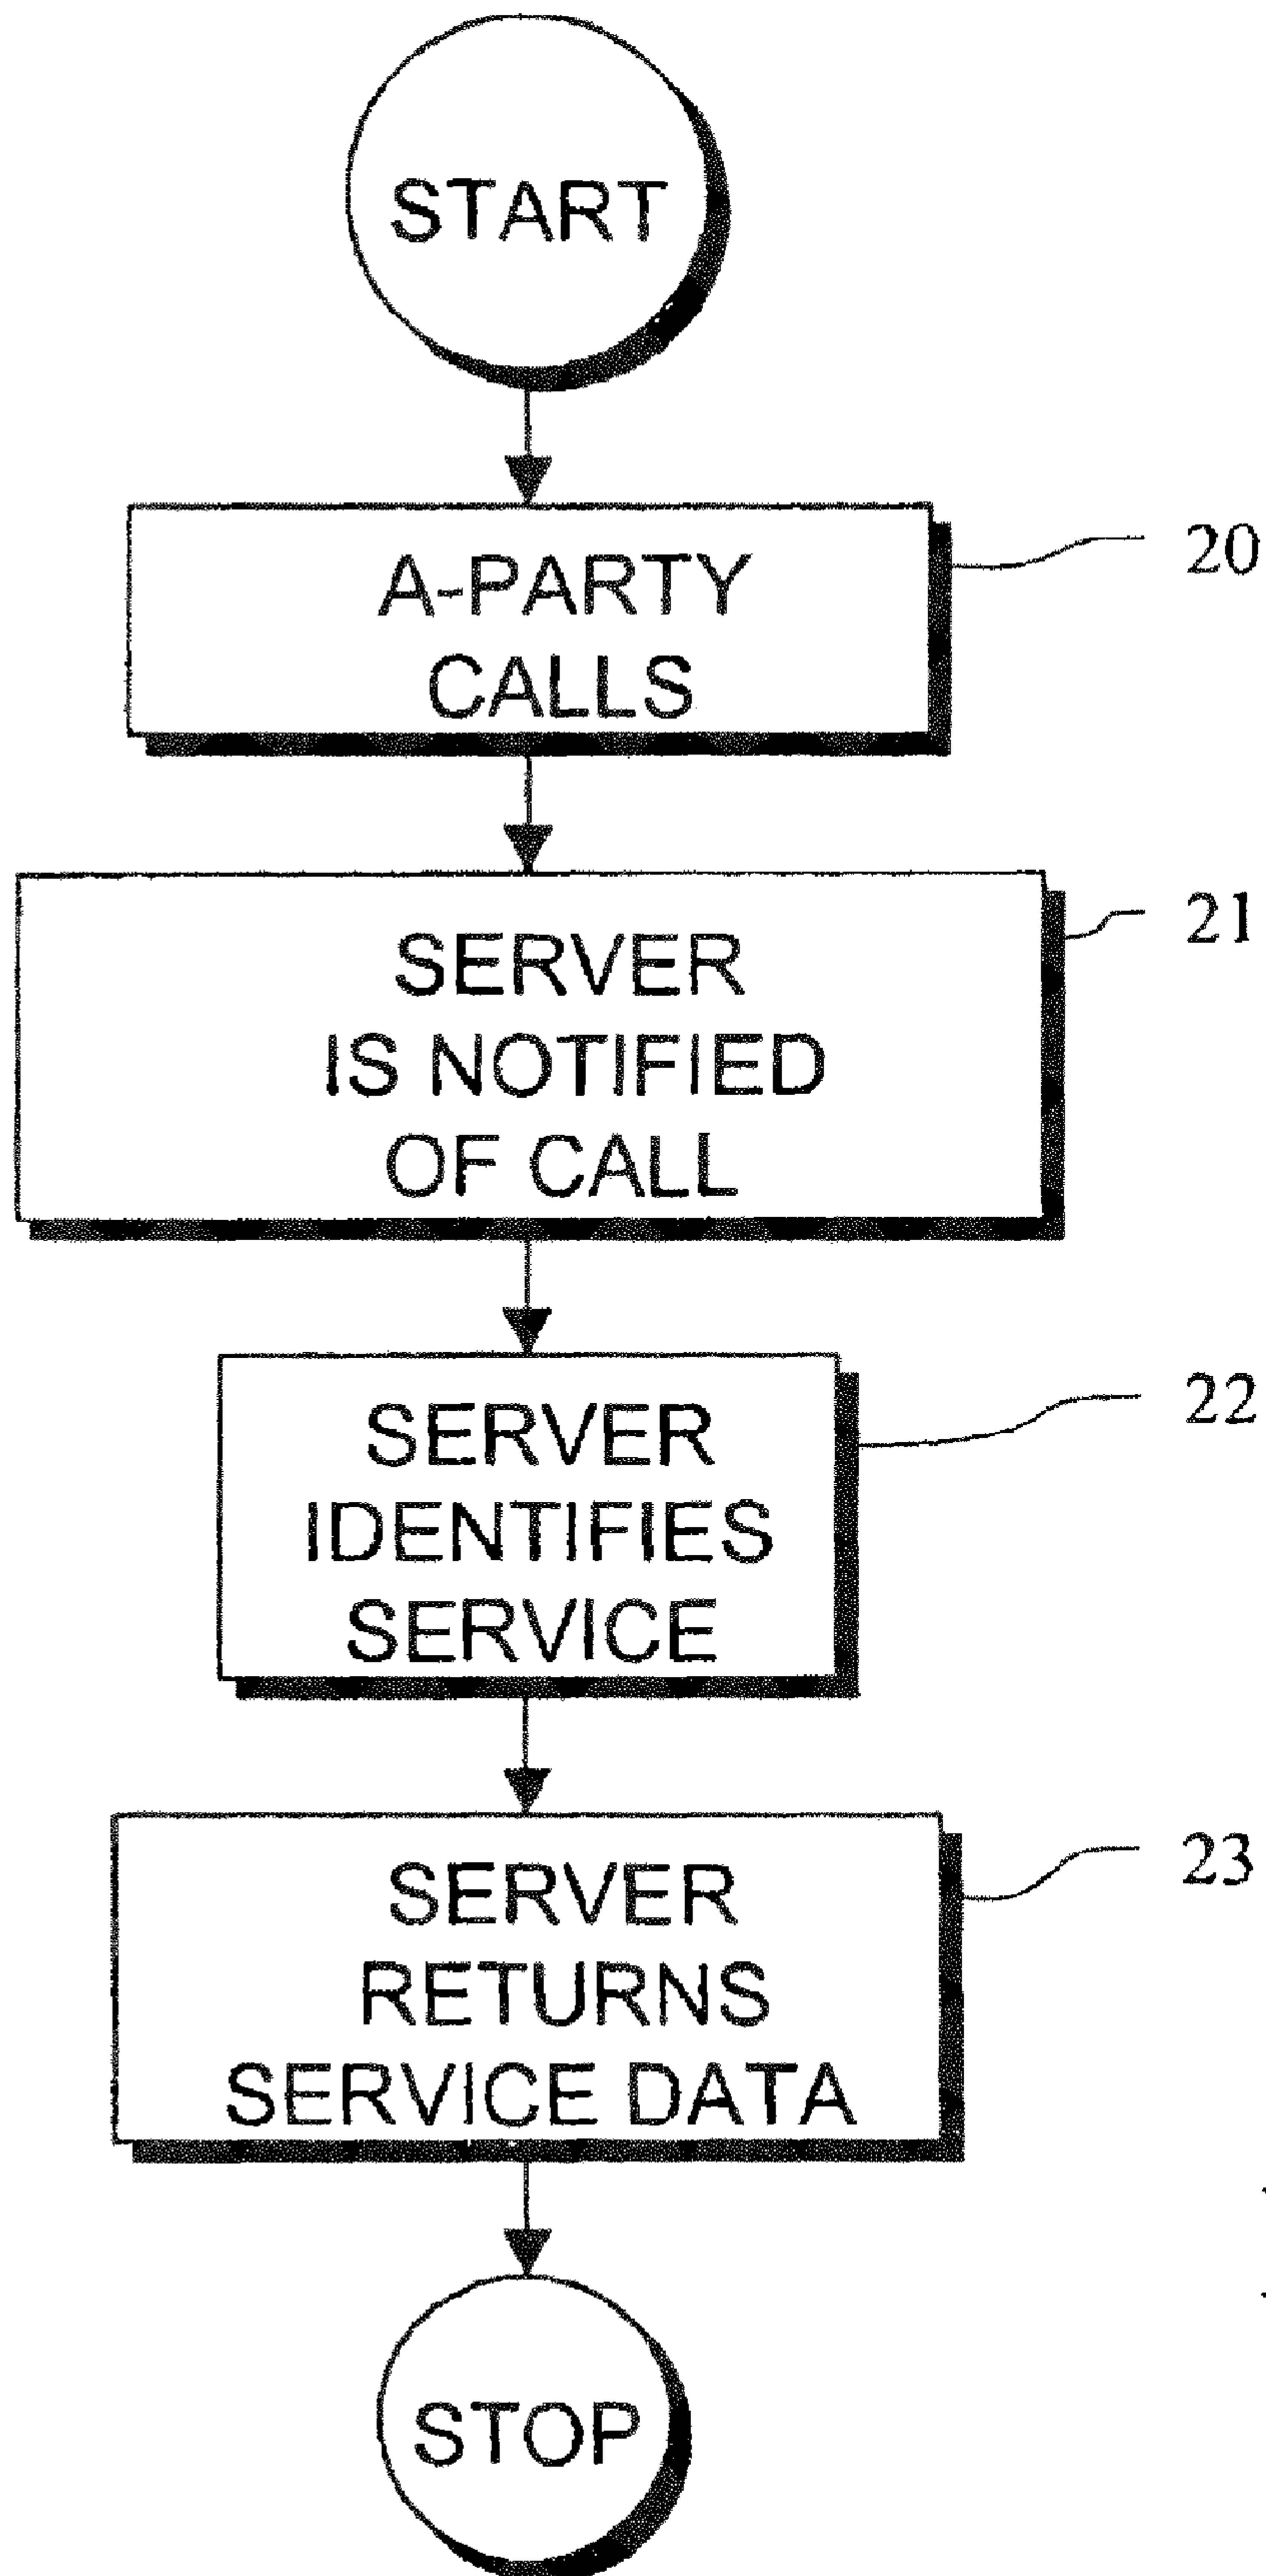 START
A-PARTY
CALLS
20
SERVER
IS NOTIFIED
OF CALL
21
SERVER
IDENTIFIES
SERVICE
22
SERVER
RETURNS
SERVICE DATA
23
STOP